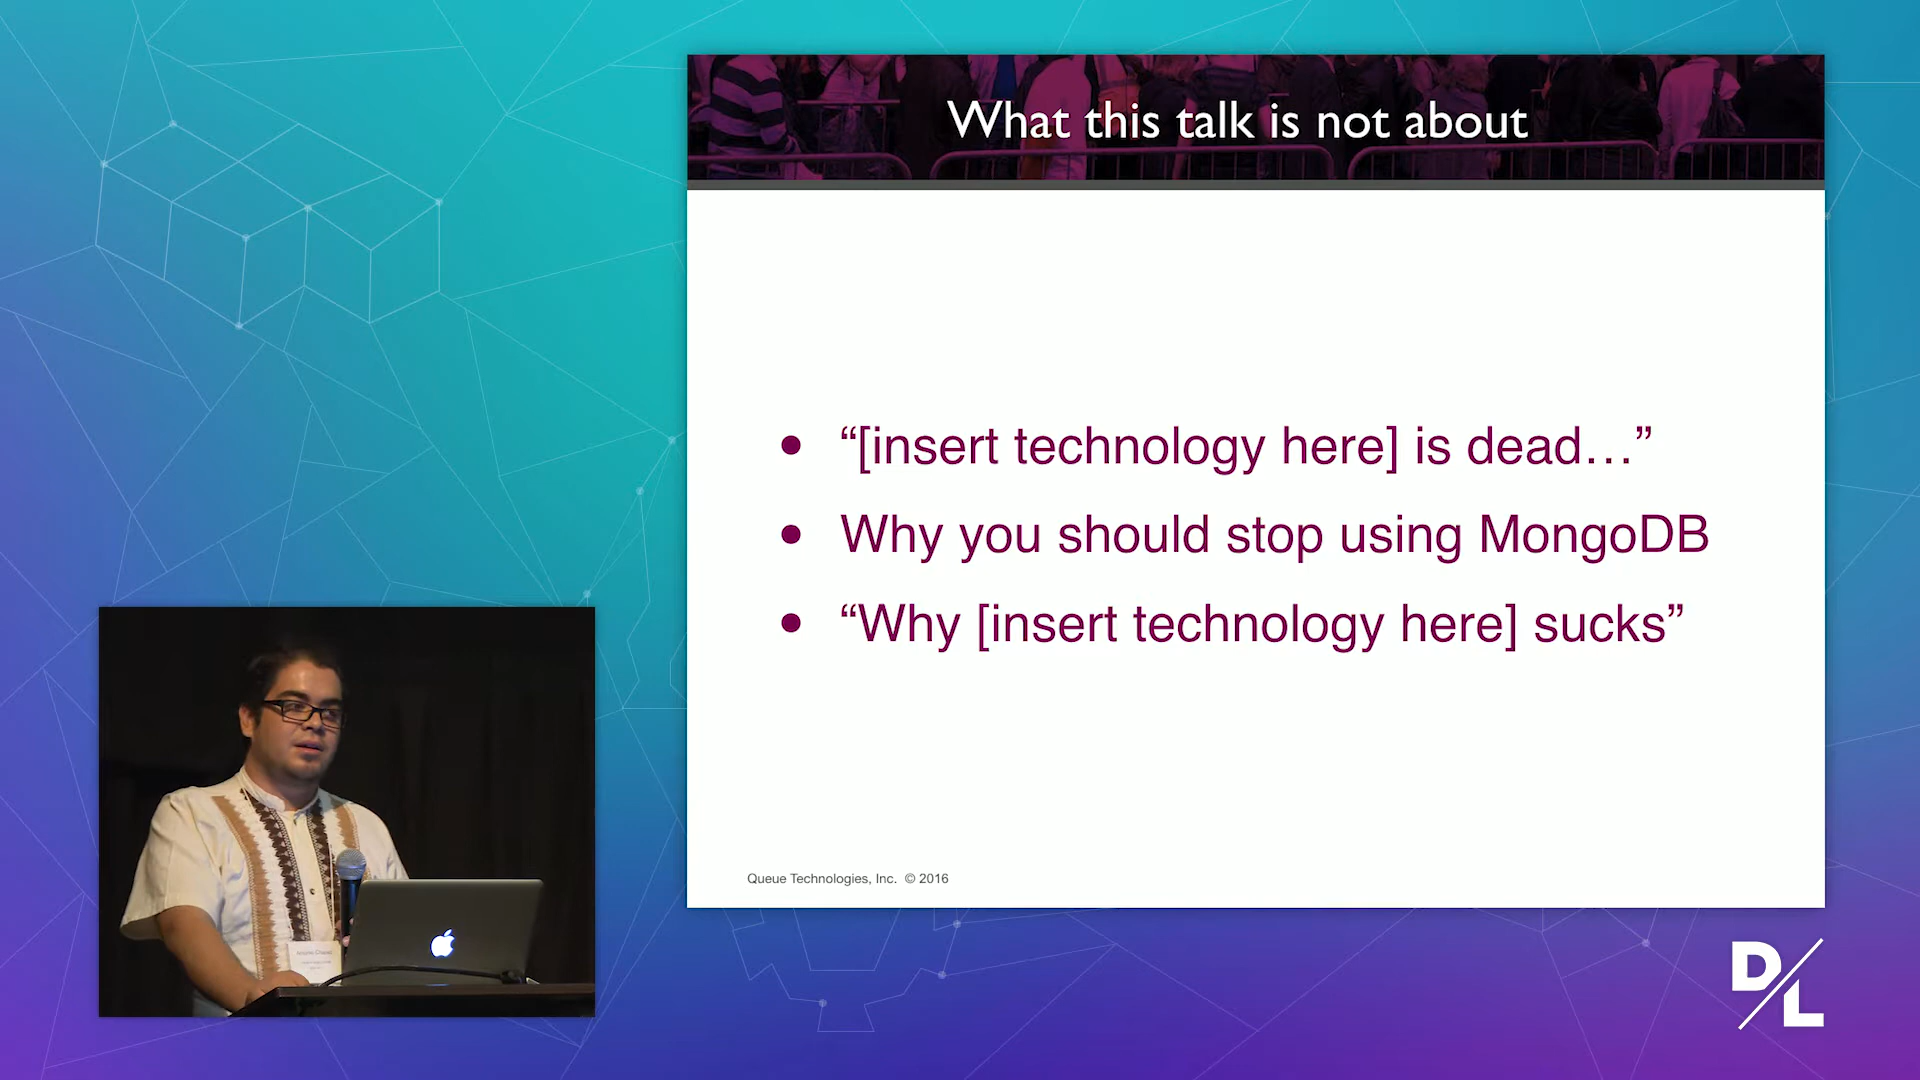 What this talk is not about
• “[insert technology here] is dead…”
• Why you should stop using MongoDB
• “Why [insert technology here] sucks”
Queue Technologies, Inc. © 2016
D/L